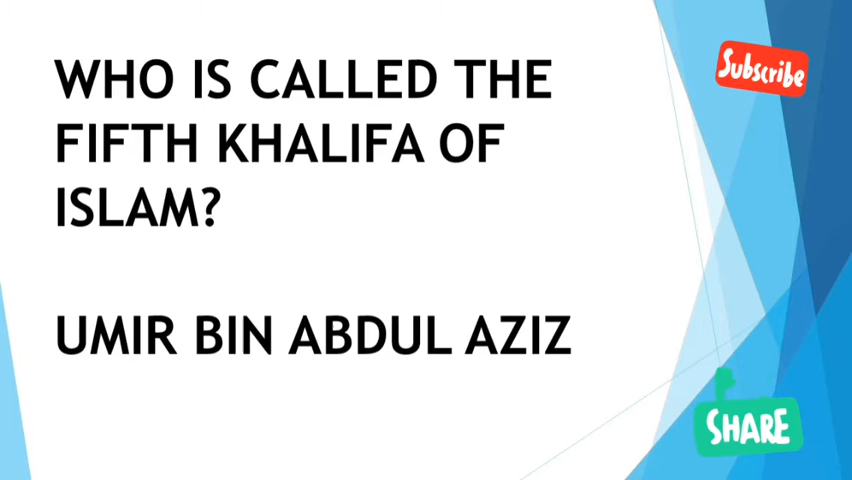 WHO IS CALLED THE
FIFTH KHALIFA OF
ISLAM?
UMIR BIN ABDUL AZIZ
Subscribe
SHARE